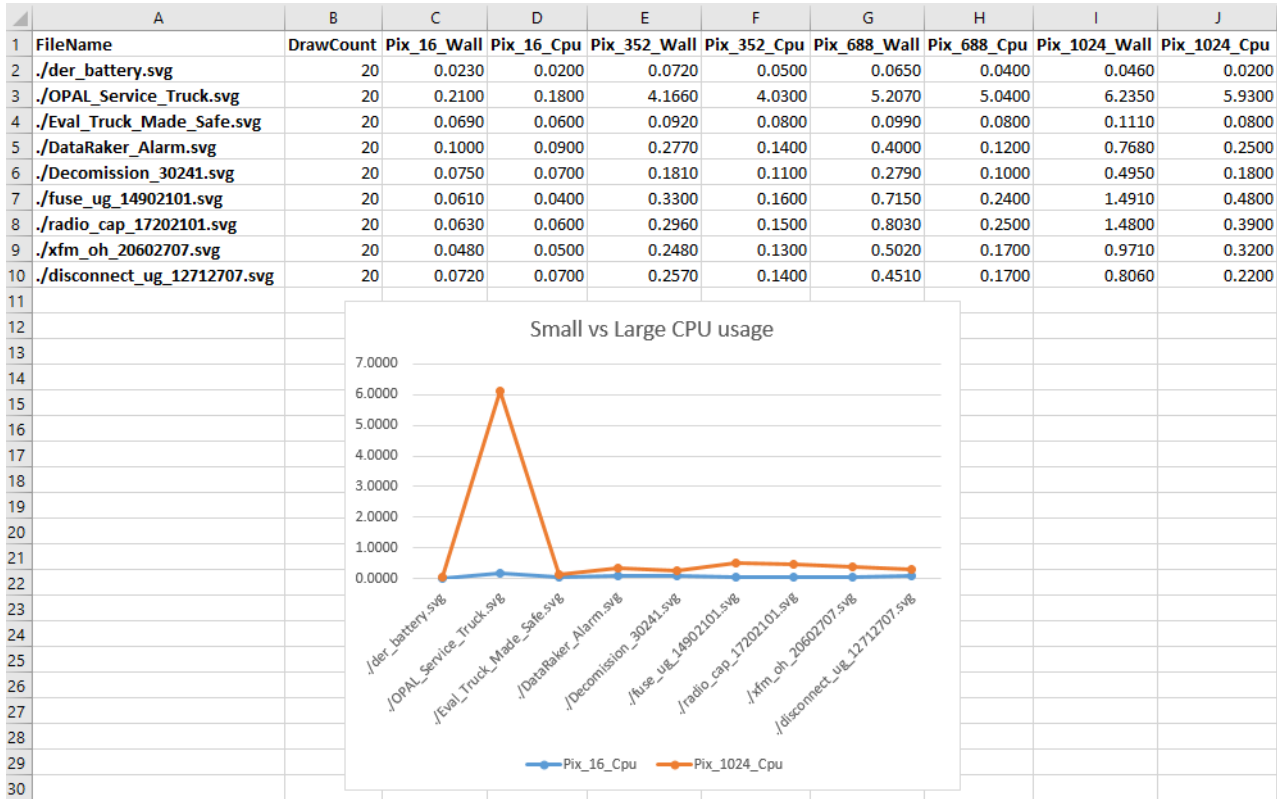 A B C D E F G H I J
1 FileName DrawCount Pix_16_Wall Pix_16_Cpu Pix_352_Wall Pix_352_Cpu Pix_688_Wall Pix_688_Cpu Pix_1024_Wall Pix_1024_Cpu
2 ./der_battery.svg 20 0.0230 0.0200 0.0720 0.0500 0.0650 0.0400 0.0460 0.0200
3 ./OPAL_Service_Truck.svg 20 0.2100 0.1800 4.1660 4.0300 5.2070 5.0400 6.2350 5.9300
4 ./Eval_Truck_Made_Safe.svg 20 0.0690 0.0600 0.0920 0.0800 0.0990 0.0800 0.1110 0.0800
5 ./DataRaker_Alarm.svg 20 0.1000 0.0900 0.2770 0.1400 0.4000 0.1200 0.7680 0.2500
6 ./Decomission_30241.svg 20 0.0750 0.0700 0.1810 0.1100 0.2790 0.1000 0.4950 0.1800
7 ./fuse_ug_14902101.svg 20 0.0610 0.0400 0.3300 0.1600 0.7150 0.2400 1.4910 0.4800
8 ./radio_cap_17202101.svg 20 0.0630 0.0600 0.2960 0.1500 0.8030 0.2500 1.4800 0.3900
9 ./xfm_oh_20602707.svg 20 0.0480 0.0500 0.2480 0.1300 0.5020 0.1700 0.9710 0.3200
10 ./disconnect_ug_12712707.svg 20 0.0720 0.0700 0.2570 0.1400 0.4510 0.1700 0.8060 0.2200
11
12
13
14
15
16
17
18
19
20
21
22
23
24
25
26
27
28
29
30
Small vs Large CPU usage
7.0000
6.0000
5.0000
4.0000
3.0000
2.0000
1.0000
0.0000
./der_battery.svg
./OPAL_Service_Truck.svg
./Eval_Truck_Made_Safe.svg
./DataRaker_Alarm.svg
./Decomission_30241.svg
./fuse_ug_14902101.svg
./radio_cap_17202101.svg
./xfm_oh_20602707.svg
./disconnect_ug_12712707.svg
Pix_16_Cpu Pix_1024_Cpu